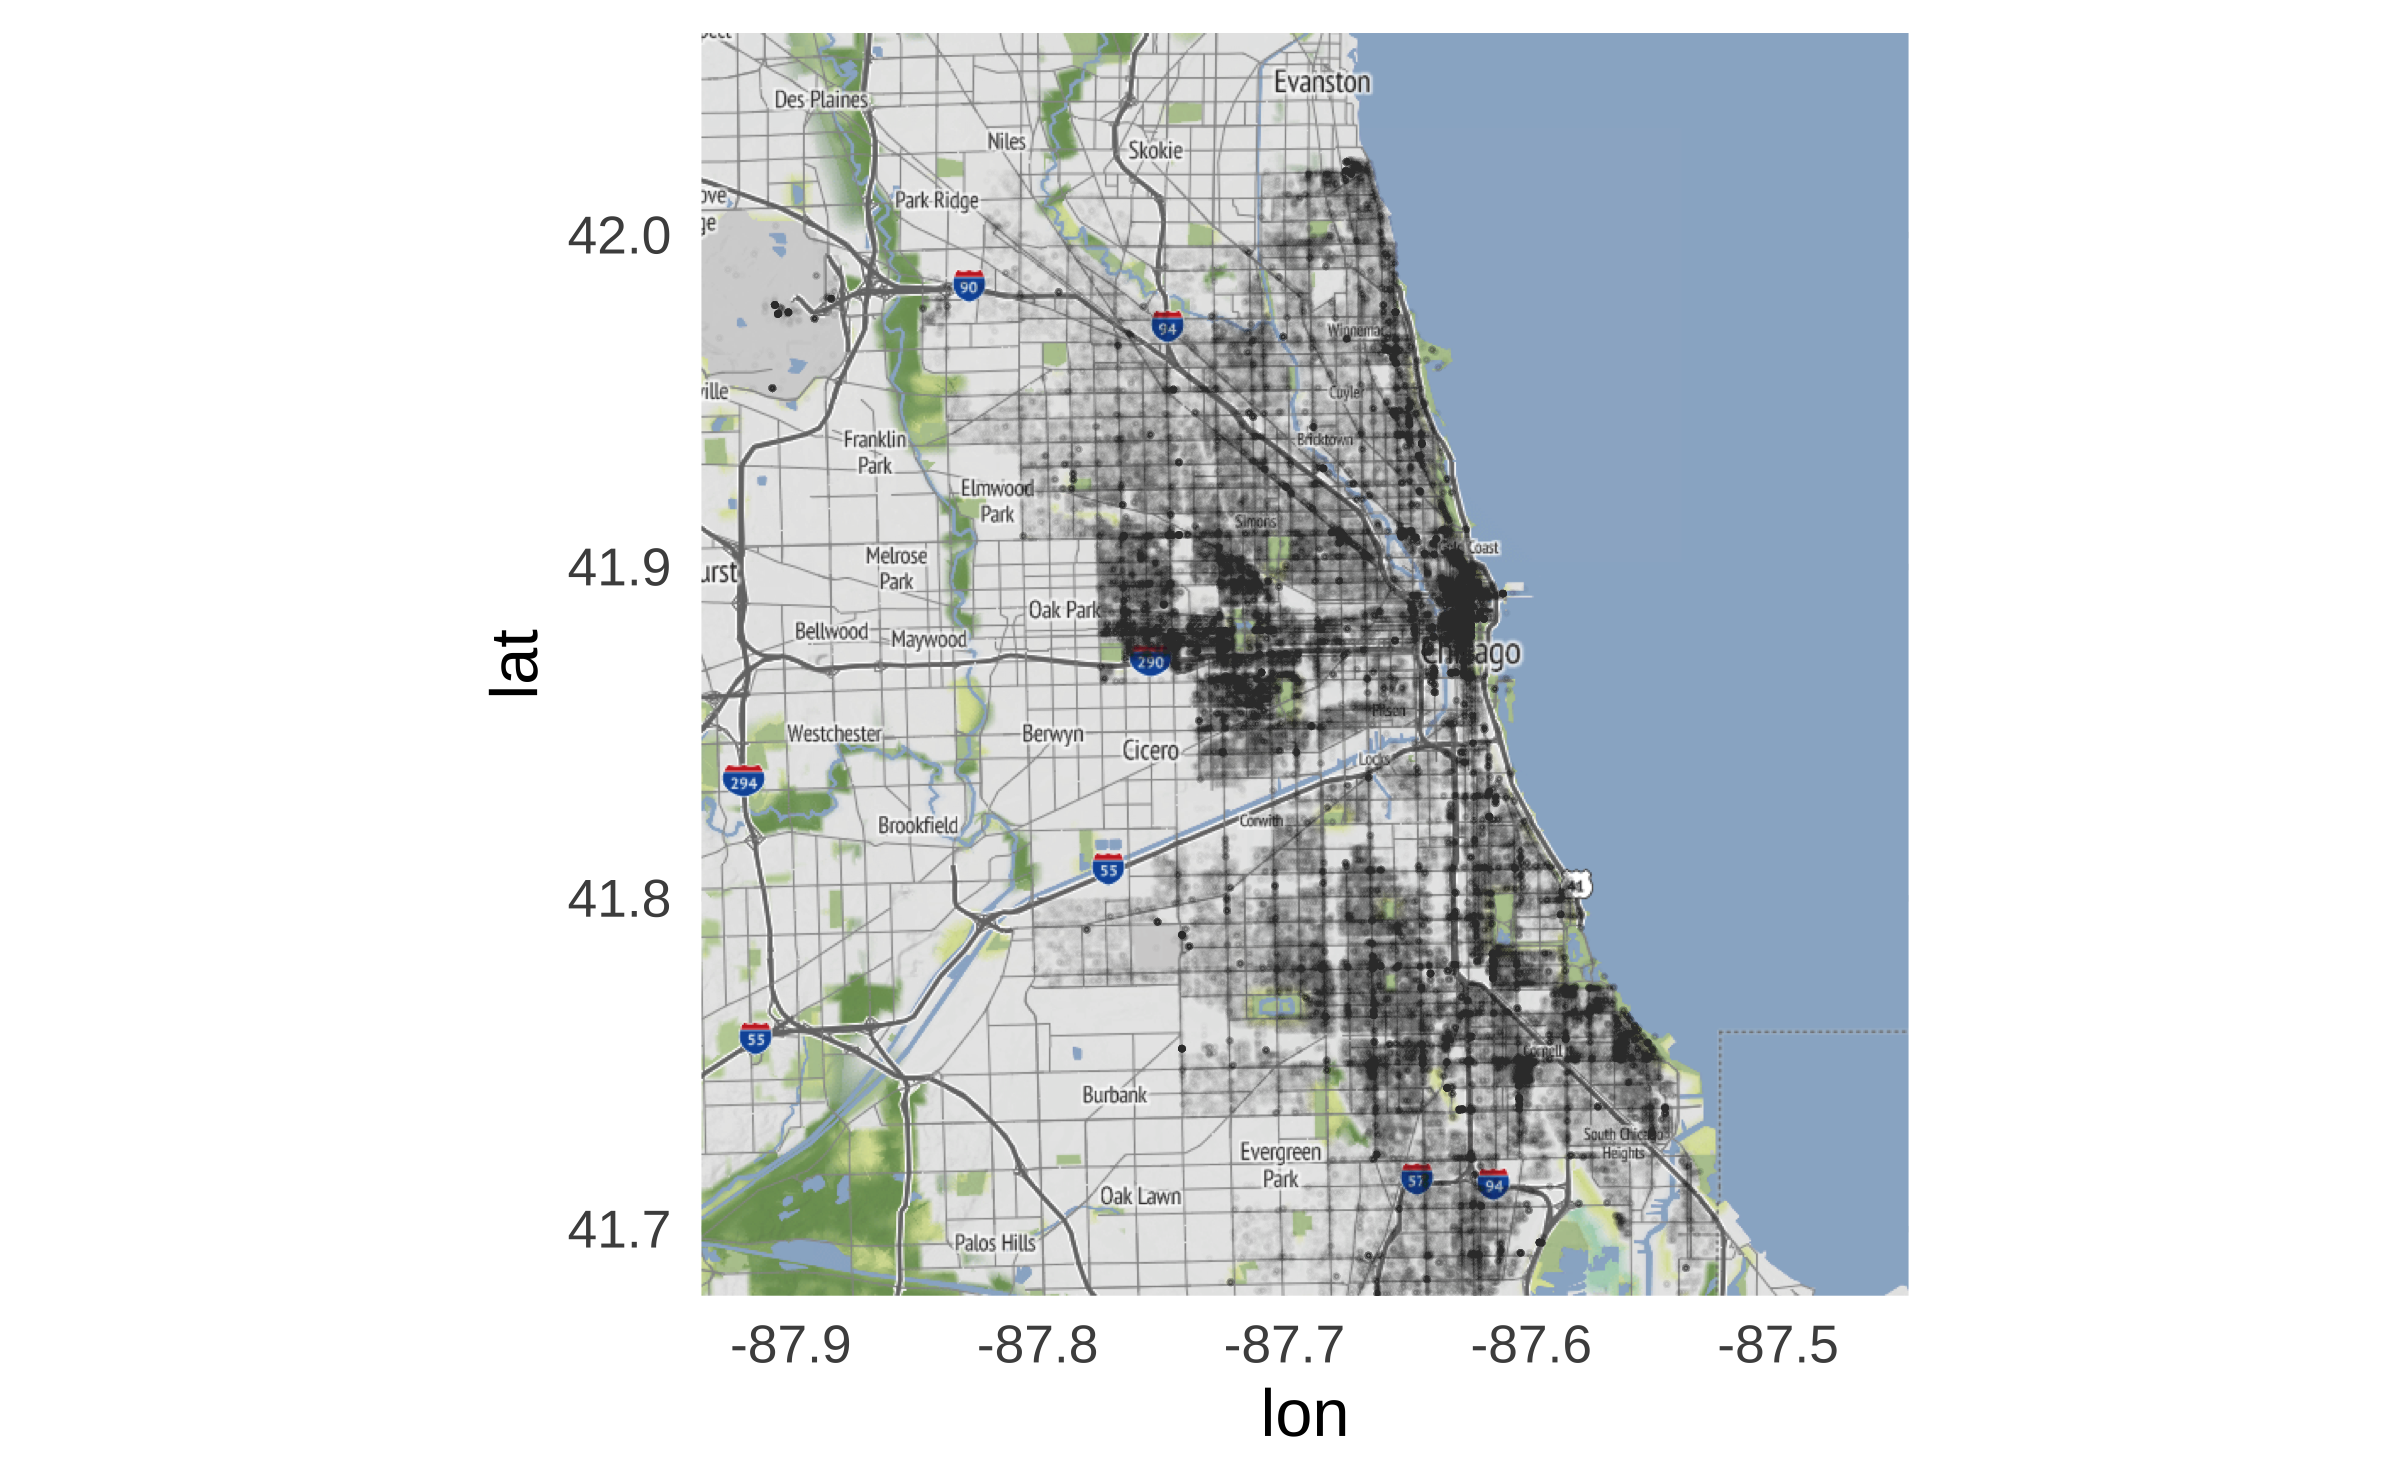 Evanston
Des Plaines
Niles
Skokie
Park Ridge
42.0
90
94
Cuyler
Bricktown
Franklin
Park
Elmwood
Park
Simons
Coast
Melrose
Park
41.9
Oak Park
Bellwood
Maywood
lat
290
Chicago
Pilsen
Westchester
Berwyn
Cicero
Locks
294
Corwith
Brookfield
55
41
41.8
55
Cornell
Burbank
South Chicago
Heights
Evergreen
Park
57
94
Oak Lawn
41.7
Palos Hills
-87.9
-87.8
-87.7
-87.6
-87.5
lon